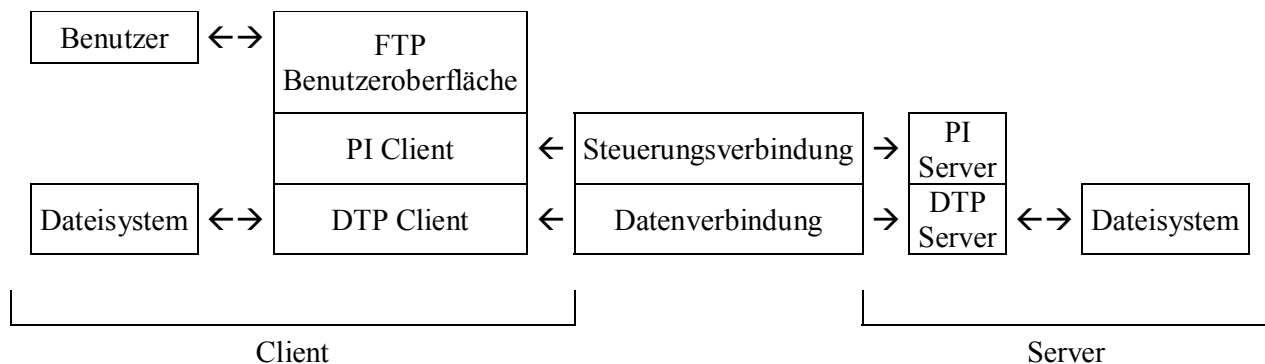 Benutzer ←→ FTP
Benutzeroberfläche
PI Client ← Steuerungsverbindung → PI
Server
Dateisystem ←→ DTP Client ← Datenverbindung → DTP
Server ←→ Dateisystem
Client
Server